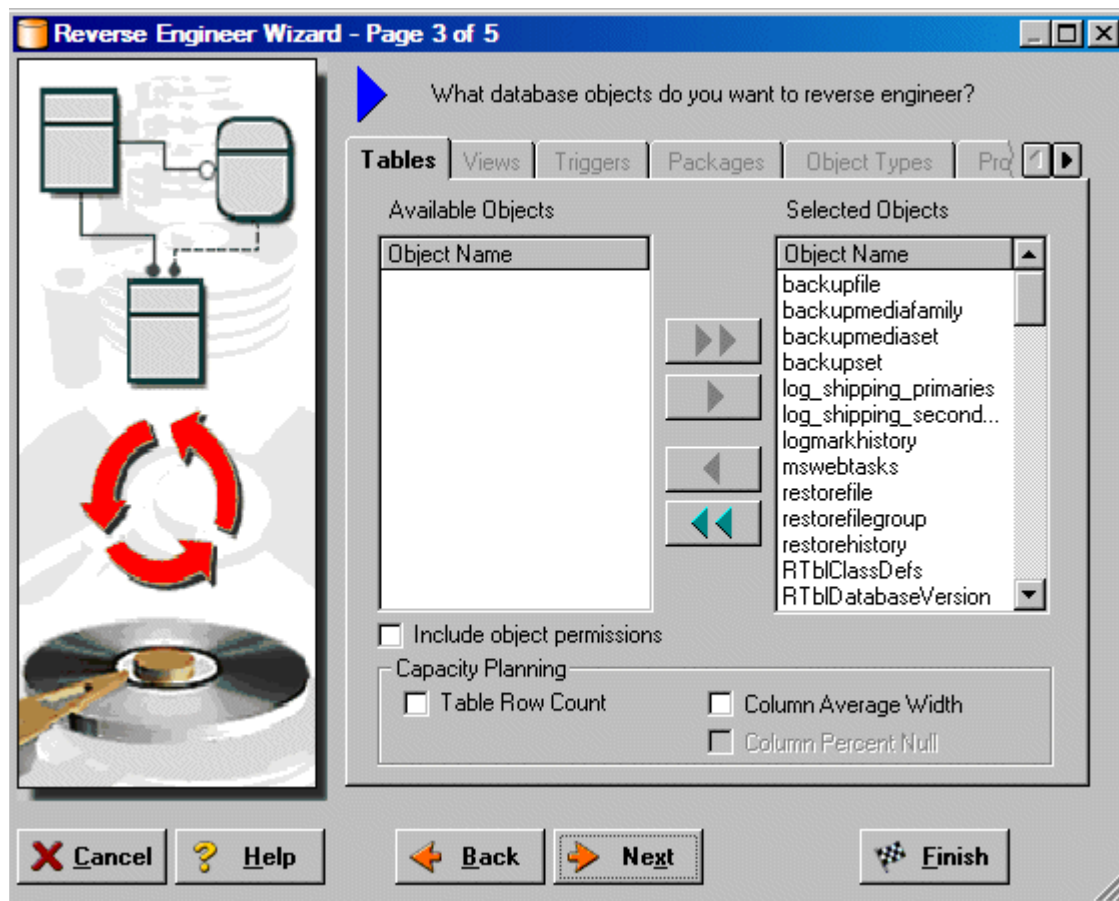 Reverse Engineer Wizard - Page 3 of 5
What database objects do you want to reverse engineer?
Tables Views Triggers Packages Object Types
Available Objects Selected Objects
Object Name Object Name
backupfile
backupmediafamily
backupmediaset
backupset
log_shipping_primaries
log_shipping_second...
logmarkhistory
mswebtasks
restorefile
restorefilegroup
restorehistory
RTblClassDefs
RTblDatabaseVersion
Include object permissions
Capacity Planning
Table Row Count Column Average Width
Column Percent Null
Cancel Help Back Next Finish